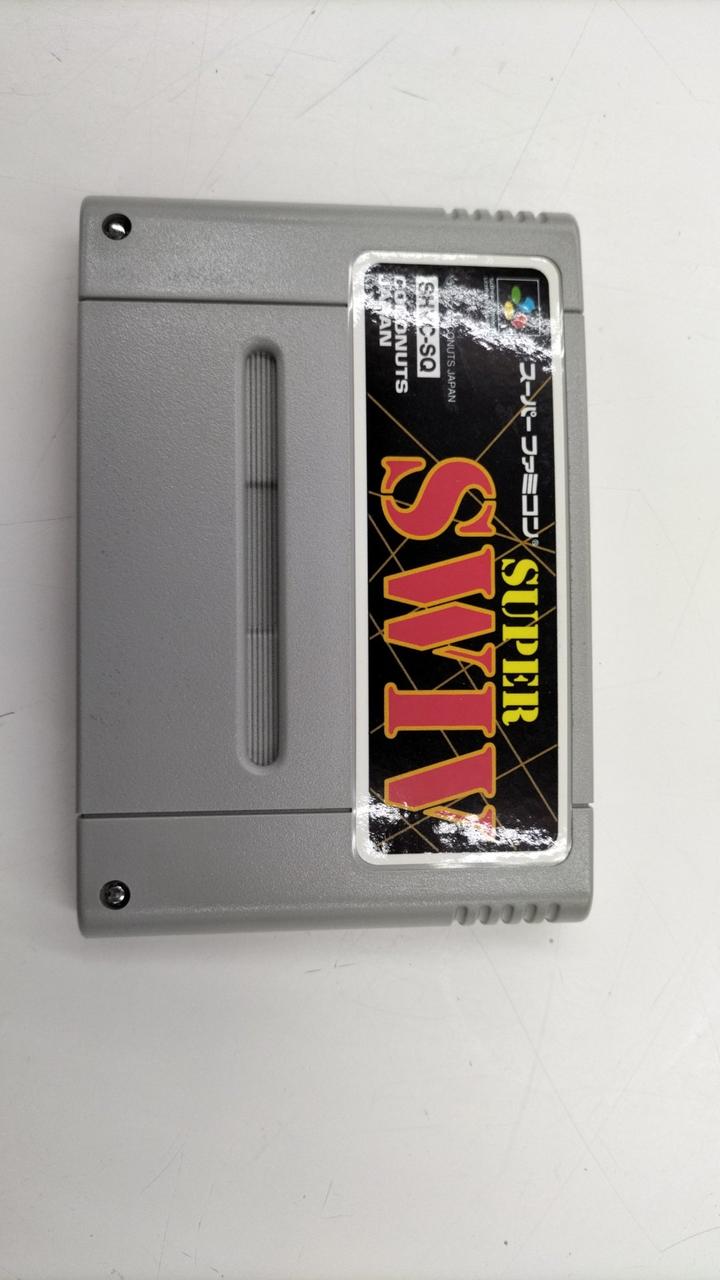 スーパーファミコン®
SUPER
SWIV
COCONUTS JAPAN
SHVC-SQ
COCONUTS
JAPAN